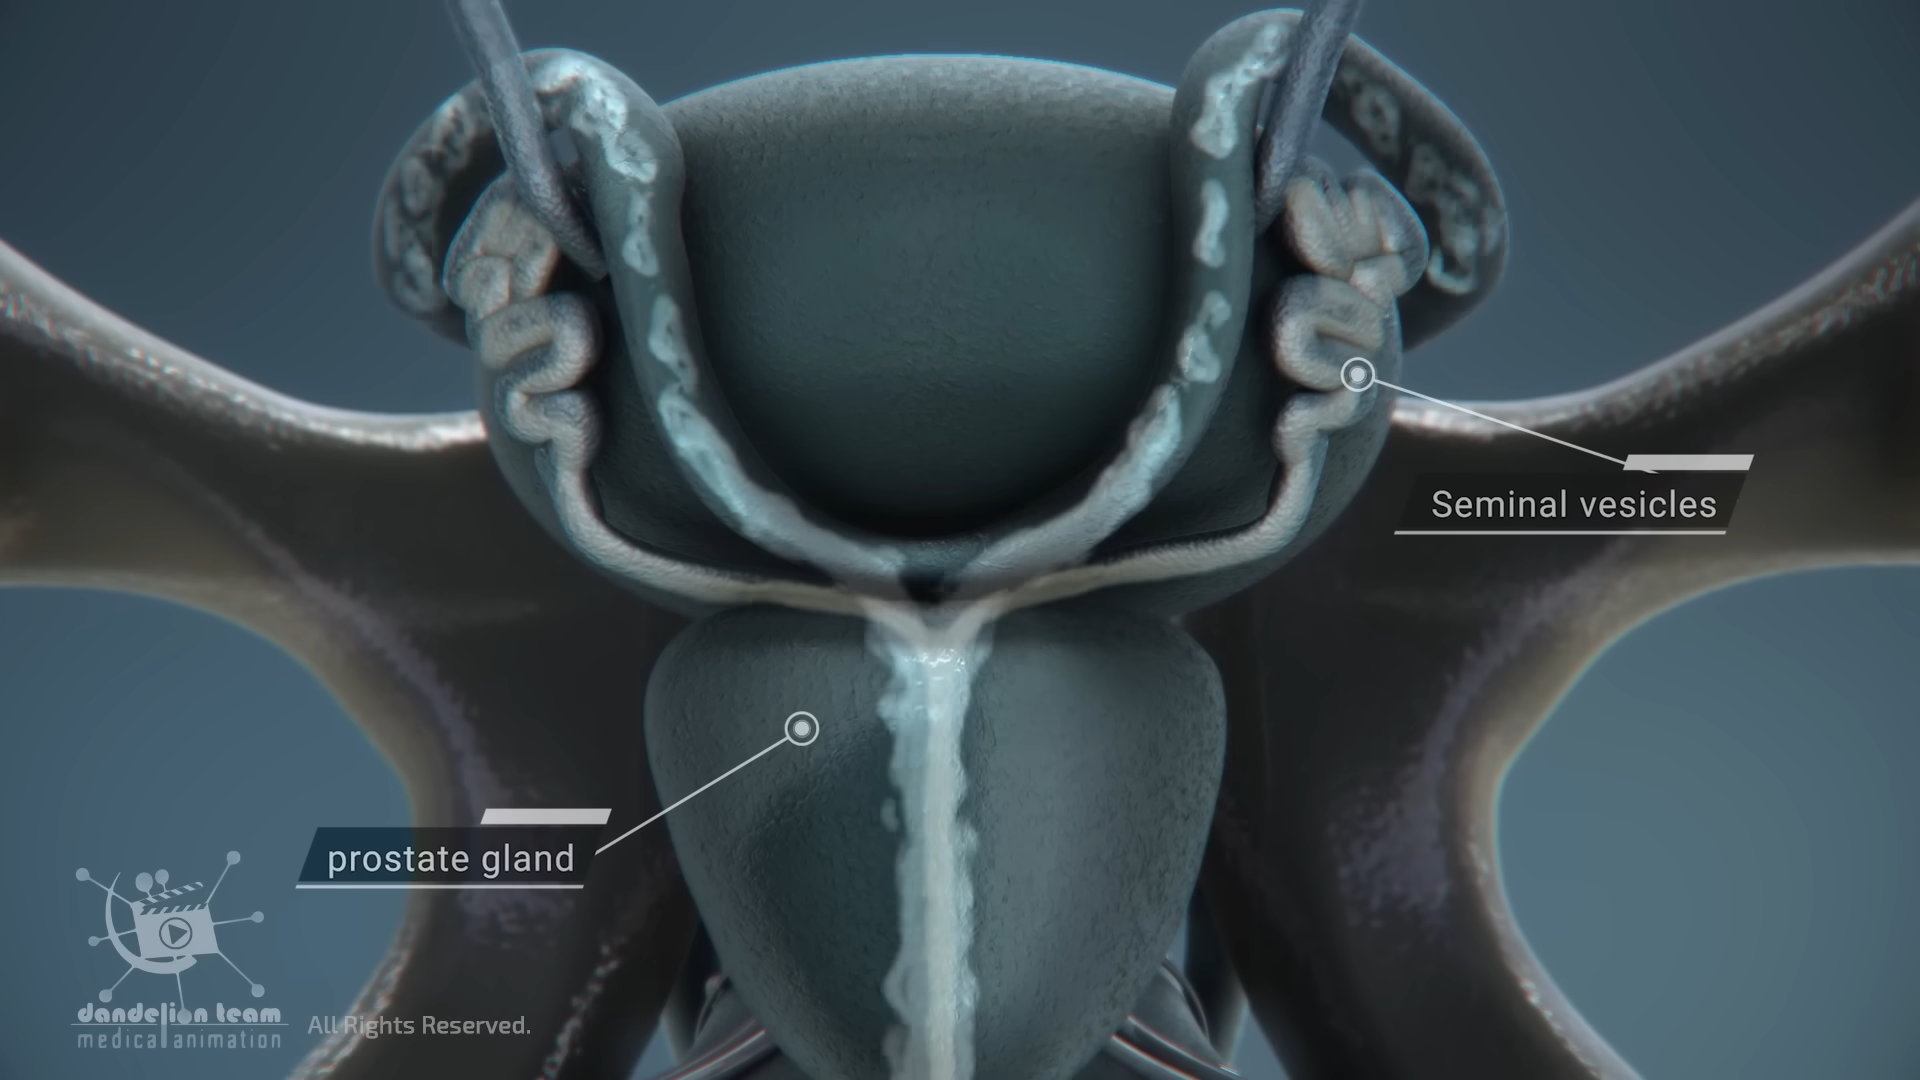 Seminal vesicles
prostate gland
dandelion team
medical animation
All Rights Reserved.